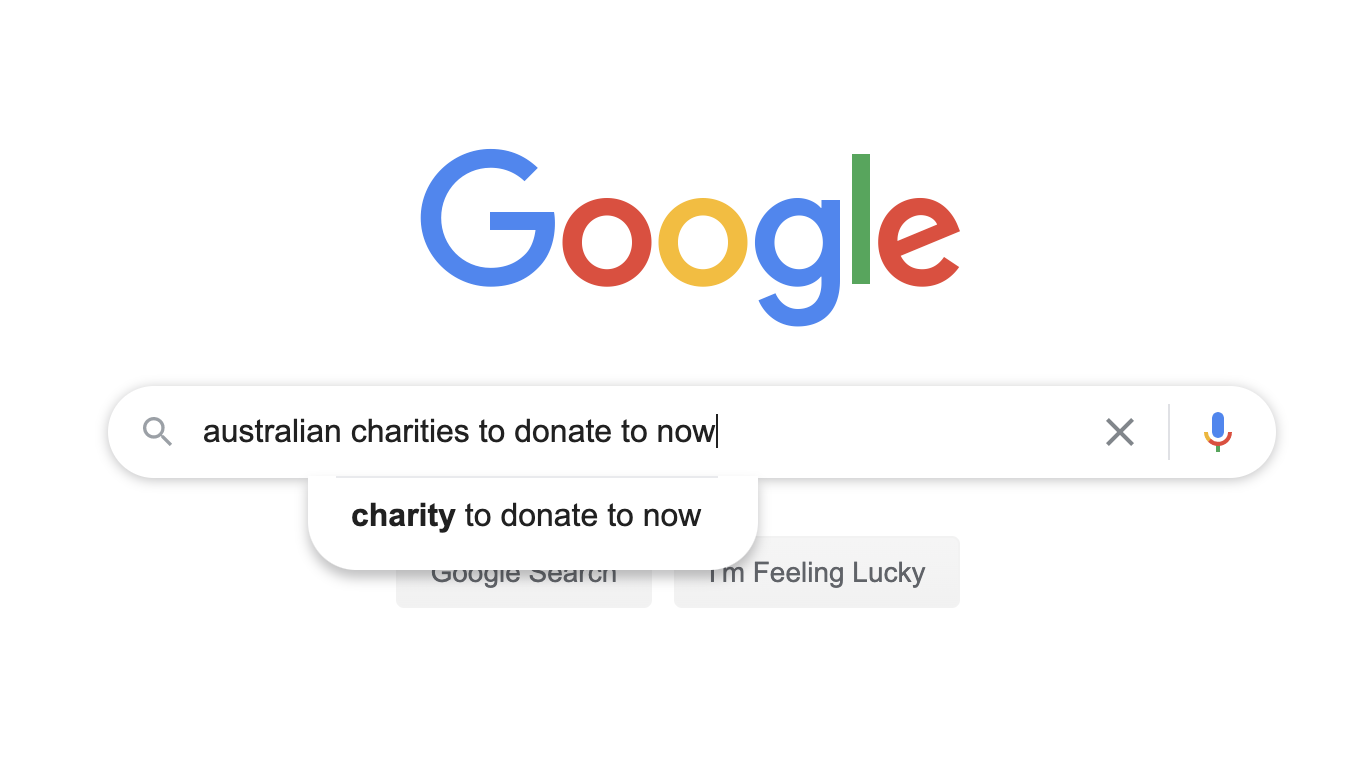 Google
australian charities to donate to now
charity to donate to now
Google Search
I'm Feeling Lucky